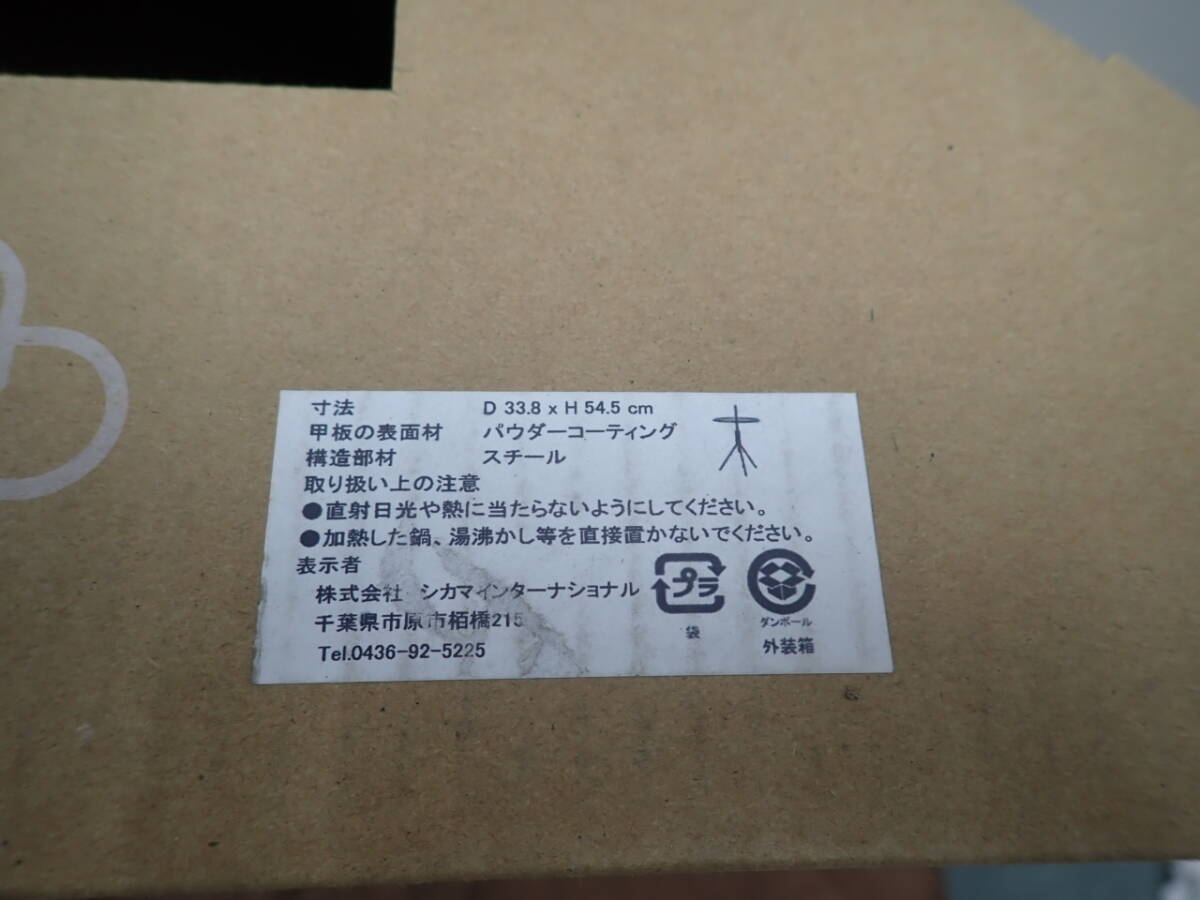 寸法 D 33.8 x H 54.5 cm
甲板の表面材 パウダーコーティング
構造部材 スチール
取り扱い上の注意
●直射日光や熱に当たらないようにしてください。
●加熱した鍋、湯沸かし等を直接置かないでください。
表示者
株式会社 シカマインターナショナル
千葉県市原市栢橋215
Tel.0436-92-5225
プラ
袋
ダンボール
外装箱